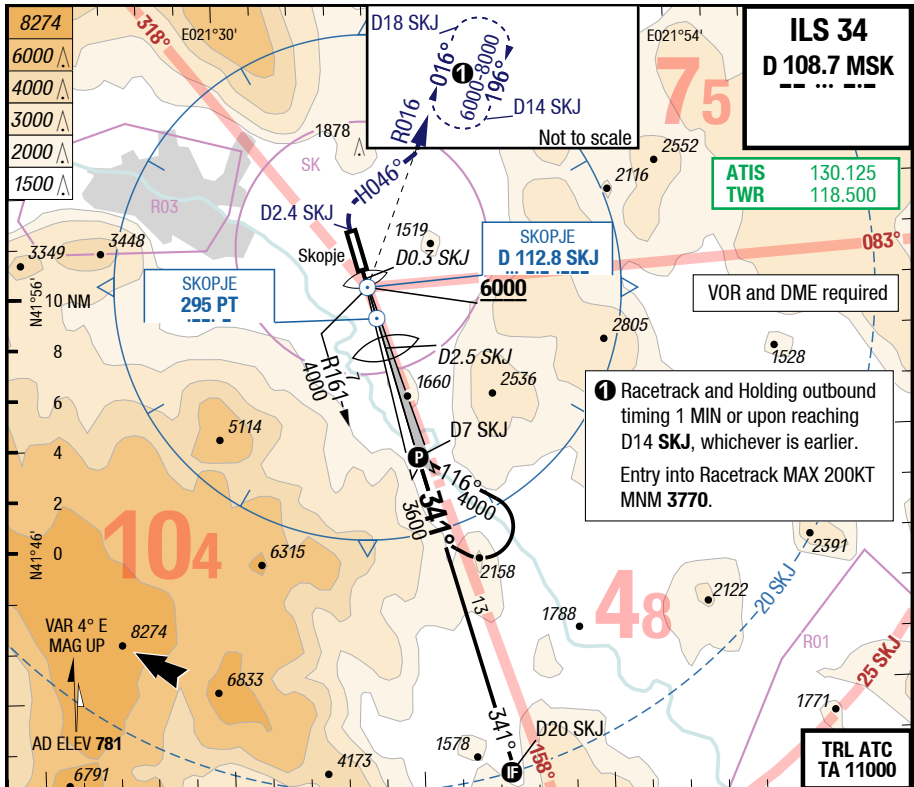 8274
6000
4000
3000
2000
1500
318°
E021°30'
D18 SKJ
016°
6000-8000
196°
1
D14 SKJ
R016
Not to scale
E021°54'
ILS 34
D 108.7 MSK
75
2552
2116
ATIS 130.125
TWR 118.500
1878
SK
R03
H046°
D2.4 SKJ
1519
Skopje
D0.3 SKJ
SKOPJE
D 112.8 SKJ
083°
3349
3448
SKOPJE
295 PT
6000
VOR and DME required
N41°56'
10 NM
8
6
4
2
0
N41°46'
2805
1528
D2.5 SKJ
R161
7
4000
1660
2536
D7 SKJ
P
5114
1 Racetrack and Holding outbound
timing 1 MIN or upon reaching
D14 SKJ, whichever is earlier.
Entry into Racetrack MAX 200KT
MNM 3770.
116°
4000
341°
3600
104
6315
2158
2391
2122
20 SKJ
13
1788
48
R01
VAR 4° E
MAG UP
8274
6833
25 SKJ
1771
AD ELEV 781
341°
D20 SKJ
1578
158°
IF
4173
6791
TRL ATC
TA 11000